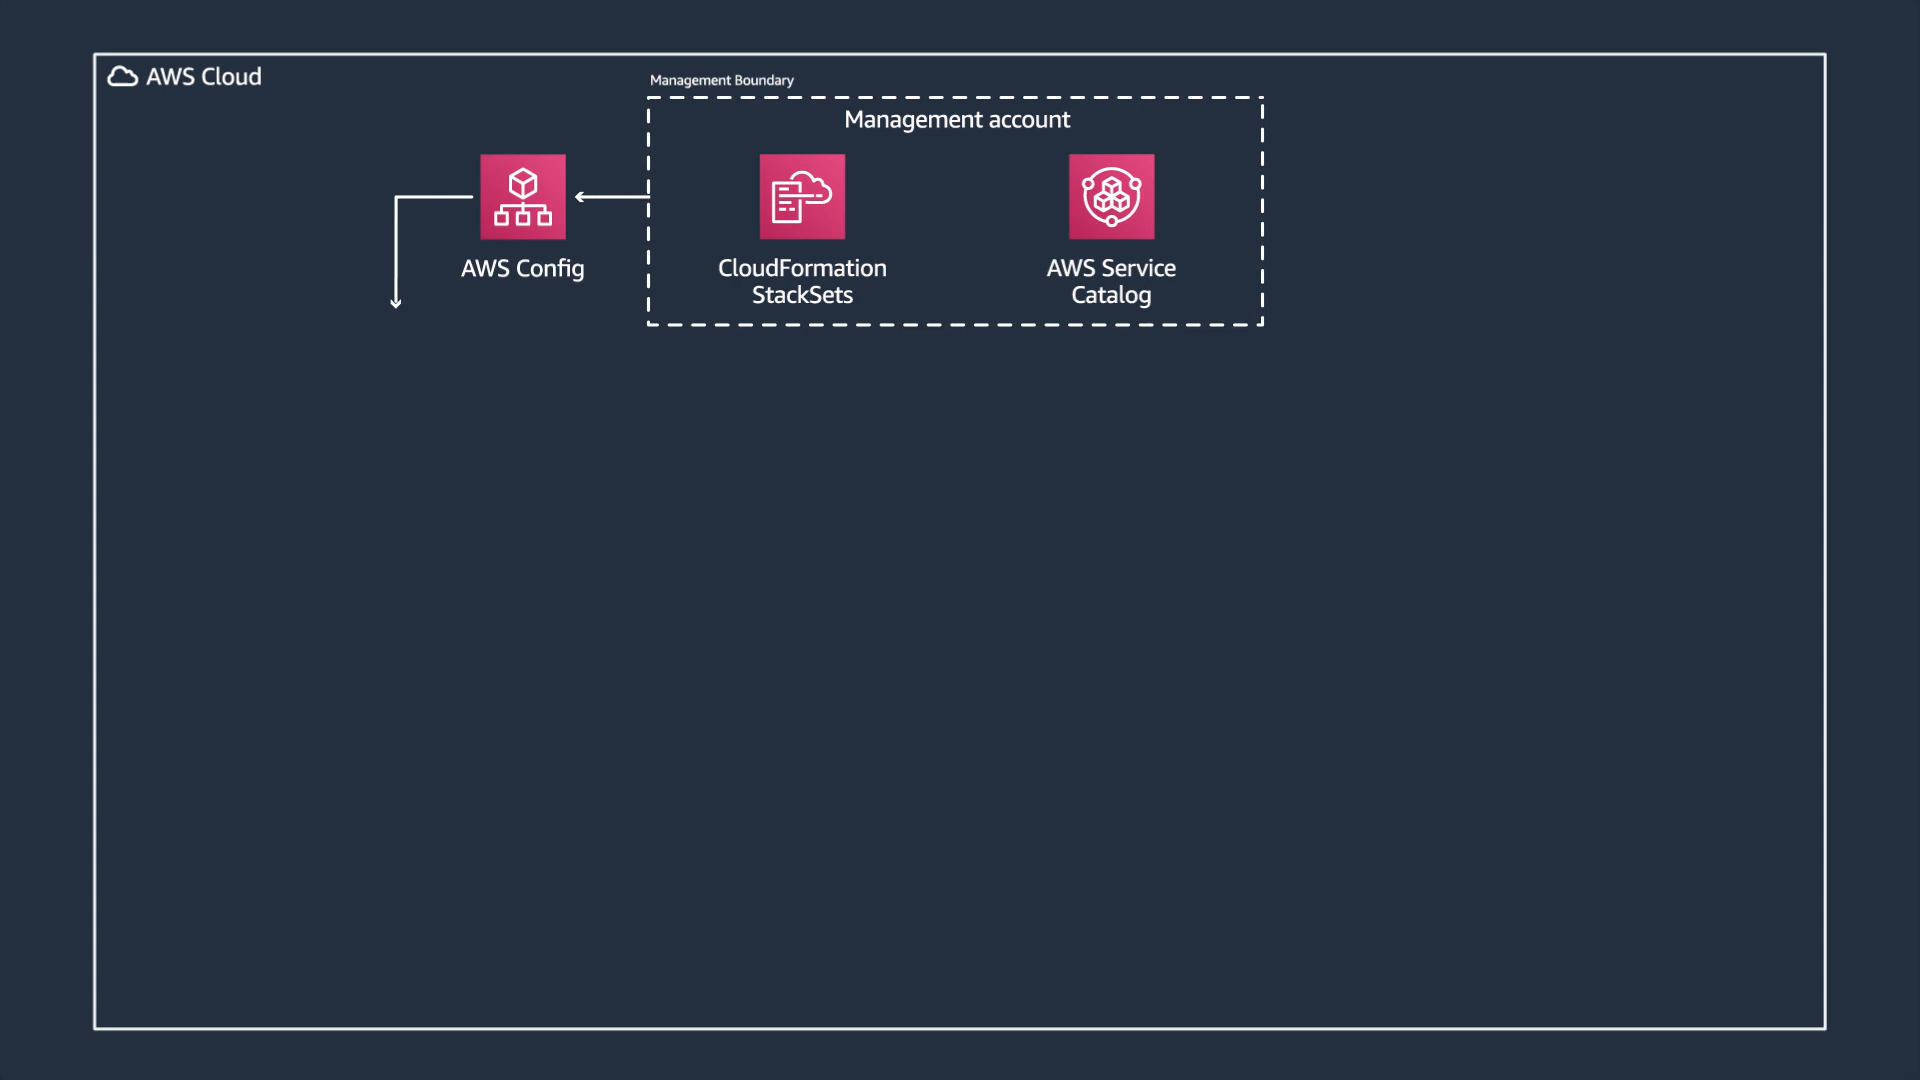 AWS Cloud
Management Boundary
Management account
AWS Config
CloudFormation
StackSets
AWS Service
Catalog